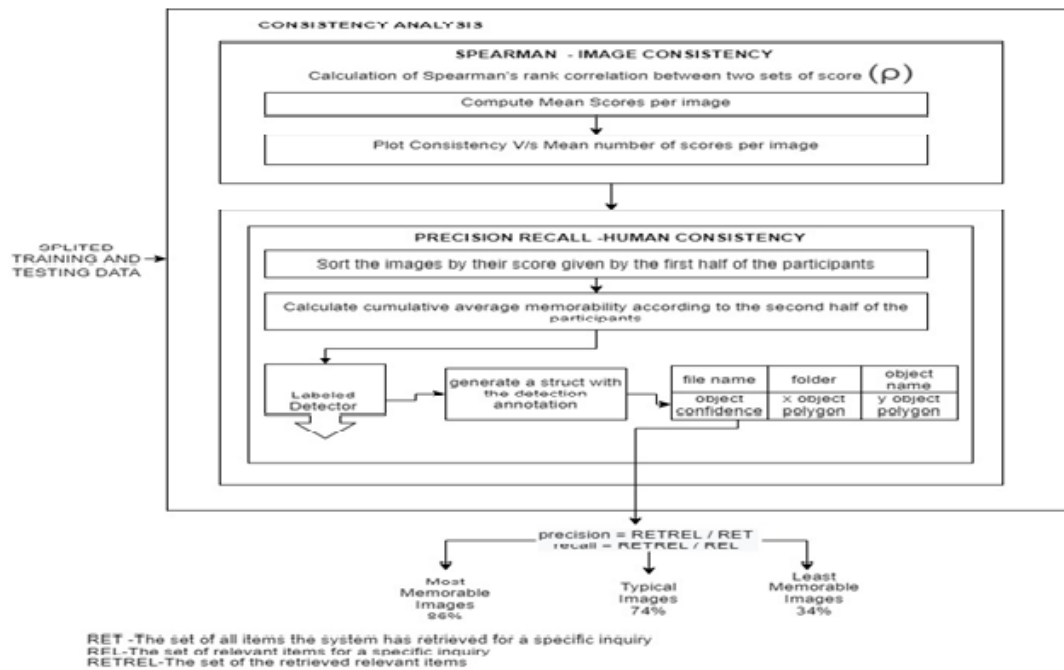 CONSISTENCY ANALYSIS
SPEARMAN - IMAGE CONSISTENCY
Calculation of Spearman's rank correlation between two sets of score (ρ)
Compute Mean Scores per image
Plot Consistency V/s Mean number of scores per image
SPLITED
TRAINING AND
TESTING DATA
PRECISION RECALL -HUMAN CONSISTENCY
Sort the images by their score given by the first half of the participants
Calculate cumulative average memorability according to the second half of the
participants
Labeled
Detector
generate a struct with
the detection
annotation
file name
folder
object
name
object
confidence
x object
polygon
y object
polygon
precision = RETREL / RET
recall = RETREL / REL
Most
Memorable
Images
Typical
Images
74%
Least
Memorable
Images
34%
RET -The set of all items the system has retrieved for a specific inquiry
REL-The set of relevant items for a specific inquiry
RETREL-The set of the retrieved relevant items